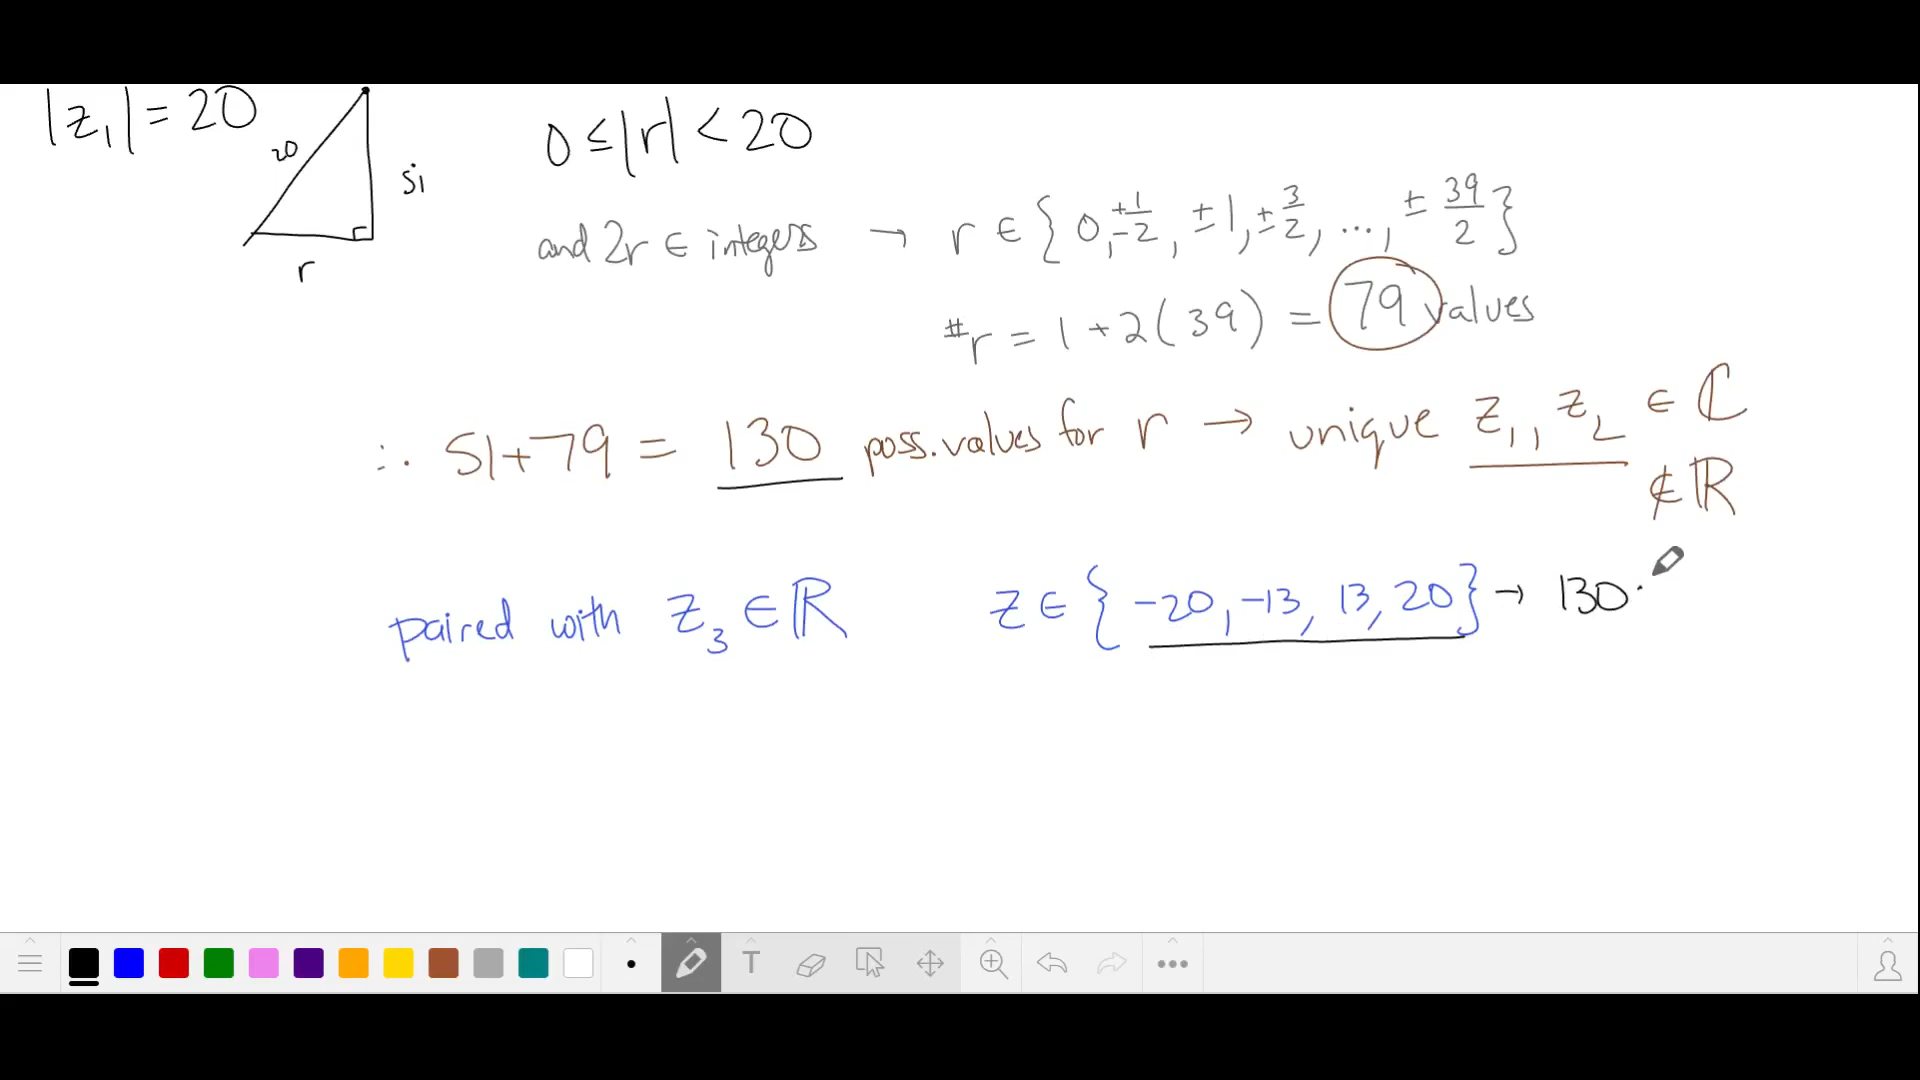 |z₁| = 20
20
si
r
0 ≤ |r| < 20
and 2r ∈ integers → r ∈ {0, ±1/2, ±1, ±3/2, ..., ±39/2}
#r = 1 + 2(39) = 79 values
∴ 51+79 = 130 poss. values for r → unique z₁, z₂ ∈ ℂ
∉ ℝ
paired with z₃ ∈ ℝ z ∈ {-20, -13, 13, 20} → 130·
T